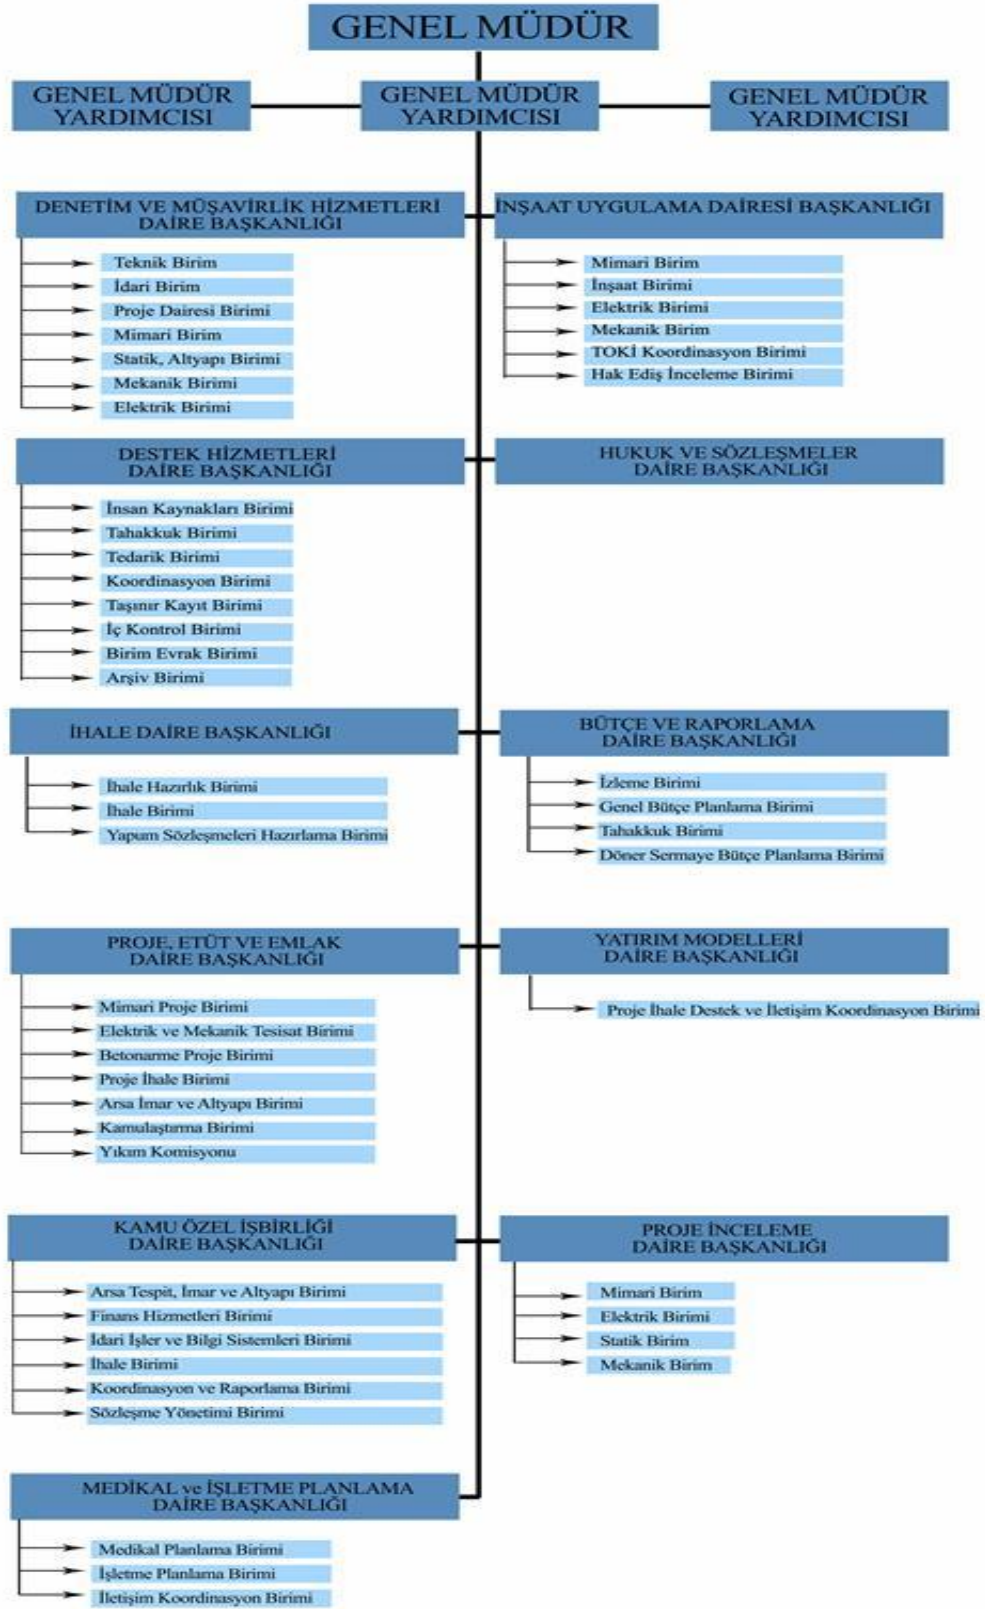 GENEL MÜDÜR
GENEL MÜDÜR
YARDIMCISI
GENEL MÜDÜR
YARDIMCISI
GENEL MÜDÜR
YARDIMCISI
DENETİM VE MÜŞAVİRLİK HİZMETLERİ
DAİRE BAŞKANLIĞI
Teknik Birim
İdari Birim
Proje Dairesi Birimi
Mimari Birim
Statik, Altyapı Birimi
Mekanik Birimi
Elektrik Birimi
İNŞAAT UYGULAMA DAİRESİ BAŞKANLIĞI
Mimari Birim
İnşaat Birimi
Elektrik Birimi
Mekanik Birim
TOKİ Koordinasyon Birimi
Hak Ediş İnceleme Birimi
DESTEK HİZMETLERİ
DAİRE BAŞKANLIĞI
İnsan Kaynakları Birimi
Tahakkuk Birimi
Tedarik Birimi
Koordinasyon Birimi
Taşınır Kayıt Birimi
İç Kontrol Birimi
Birim Evrak Birimi
Arşiv Birimi
HUKUK VE SÖZLEŞMELER
DAİRE BAŞKANLIĞI
İHALE DAİRE BAŞKANLIĞI
İhale Hazırlık Birimi
İhale Birimi
Yapum Sözleşmeleri Hazırlama Birimi
BÜTÇE VE RAPORLAMA
DAİRE BAŞKANLIĞI
İzleme Birimi
Genel Bütçe Planlama Birimi
Tahakkuk Birimi
Döner Sermaye Bütçe Planlama Birimi
PROJE, ETÜT VE EMLAK
DAİRE BAŞKANLIĞI
Mimari Proje Birimi
Elektrik ve Mekanik Tesisat Birimi
Betonarme Proje Birimi
Proje İhale Birimi
Arsa İmar ve Altyapı Birimi
Kamulaştırma Birimi
Yıkım Komisyonu
YATIRIM MODELLERİ
DAİRE BAŞKANLIĞI
Proje İhale Destek ve İletişim Koordinasyon Birimi
KAMU ÖZEL İŞBİRLİĞİ
DAİRE BAŞKANLIĞI
Arsa Tespit, İmar ve Altyapı Birimi
Finans Hizmetleri Birimi
İdari İşler ve Bilgi Sistemleri Birimi
İhale Birimi
Koordinasyon ve Raporlama Birimi
Sözleşme Yönetimi Birimi
PROJE İNCELEME
DAİRE BAŞKANLIĞI
Mimari Birim
Elektrik Birimi
Statik Birim
Mekanik Birim
MEDİKAL ve İŞLETME PLANLAMA
DAİRE BAŞKANLIĞI
Medikal Planlama Birimi
İşletme Planlama Birimi
İletişim Koordinasyon Birimi